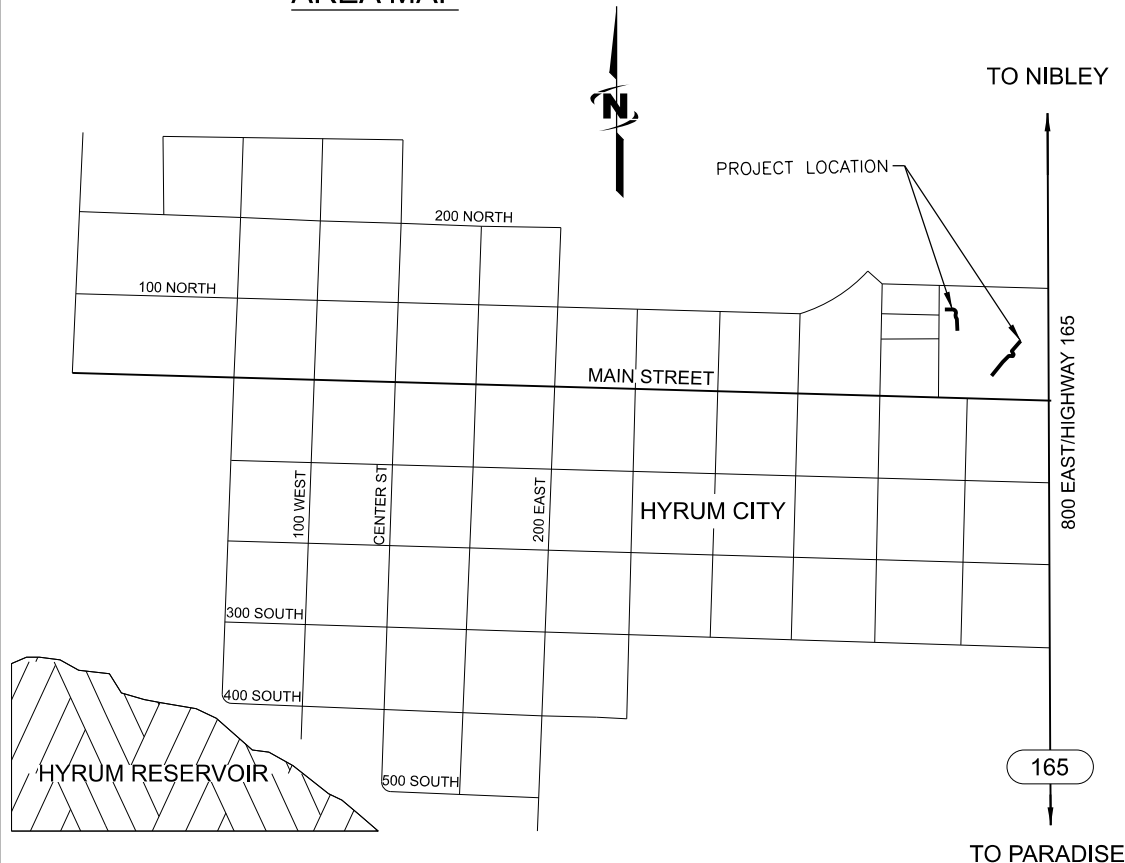 AREA MAP
N
TO NIBLEY
PROJECT LOCATION
200 NORTH
100 NORTH
MAIN STREET
800 EAST/HIGHWAY 165
100 WEST
CENTER ST
200 EAST
HYRUM CITY
300 SOUTH
400 SOUTH
HYRUM RESERVOIR
500 SOUTH
165
TO PARADISE